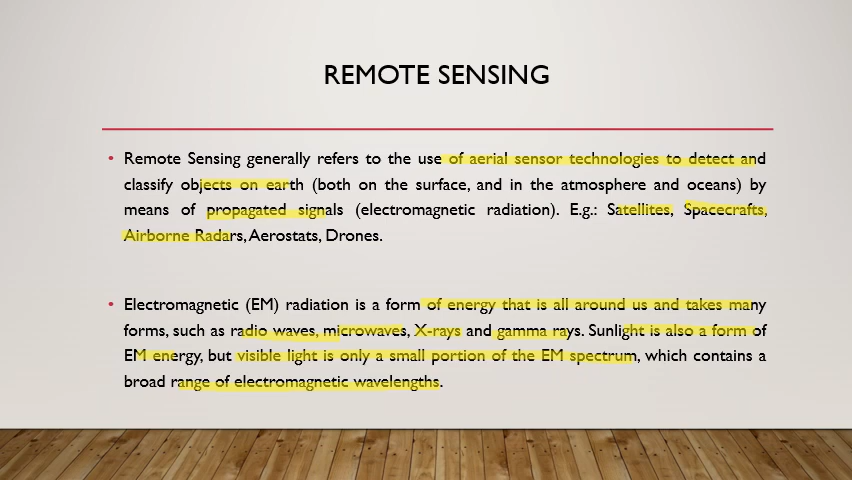 REMOTE SENSING
• Remote Sensing generally refers to the use of aerial sensor technologies to detect and
classify objects on earth (both on the surface, and in the atmosphere and oceans) by
means of propagated signals (electromagnetic radiation). E.g.: Satellites, Spacecrafts,
Airborne Radars, Aerostats, Drones.
• Electromagnetic (EM) radiation is a form of energy that is all around us and takes many
forms, such as radio waves, microwaves, X-rays and gamma rays. Sunlight is also a form of
EM energy, but visible light is only a small portion of the EM spectrum, which contains a
broad range of electromagnetic wavelengths.